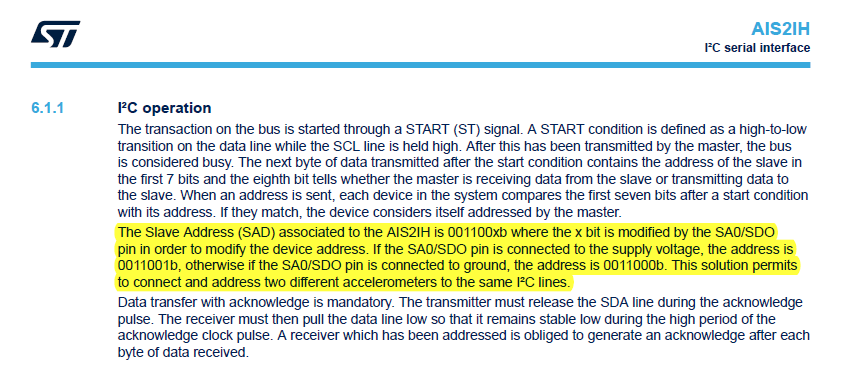 ST
AIS2IH
I²C serial interface
6.1.1 I²C operation
The transaction on the bus is started through a START (ST) signal. A START condition is defined as a high-to-low
transition on the data line while the SCL line is held high. After this has been transmitted by the master, the bus
is considered busy. The next byte of data transmitted after the start condition contains the address of the slave in
the first 7 bits and the eighth bit tells whether the master is receiving data from the slave or transmitting data to
the slave. When an address is sent, each device in the system compares the first seven bits after a start condition
with its address. If they match, the device considers itself addressed by the master.
The Slave Address (SAD) associated to the AIS2IH is 001100xb where the x bit is modified by the SA0/SDO
pin in order to modify the device address. If the SA0/SDO pin is connected to the supply voltage, the address is
0011001b, otherwise if the SA0/SDO pin is connected to ground, the address is 0011000b. This solution permits
to connect and address two different accelerometers to the same I²C lines.
Data transfer with acknowledge is mandatory. The transmitter must release the SDA line during the acknowledge
pulse. The receiver must then pull the data line low so that it remains stable low during the high period of the
acknowledge clock pulse. A receiver which has been addressed is obliged to generate an acknowledge after each
byte of data received.